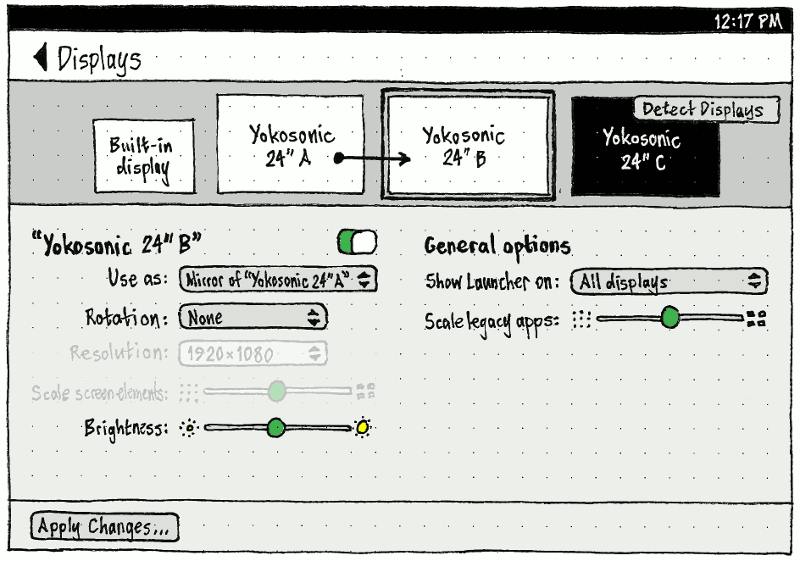 12:17 PM
Displays
Detect Displays
Built-in
display
Yokosonic
24" A
Yokosonic
24" B
Yokosonic
24" C
"Yokosonic 24" B"
Use as: Mirror of "Yokosonic 24" A"
Rotation: None
Resolution: 1920×1080
Scale screen elements:
Brightness:
General options
Show Launcher on: All displays
Scale legacy apps:
Apply Changes...